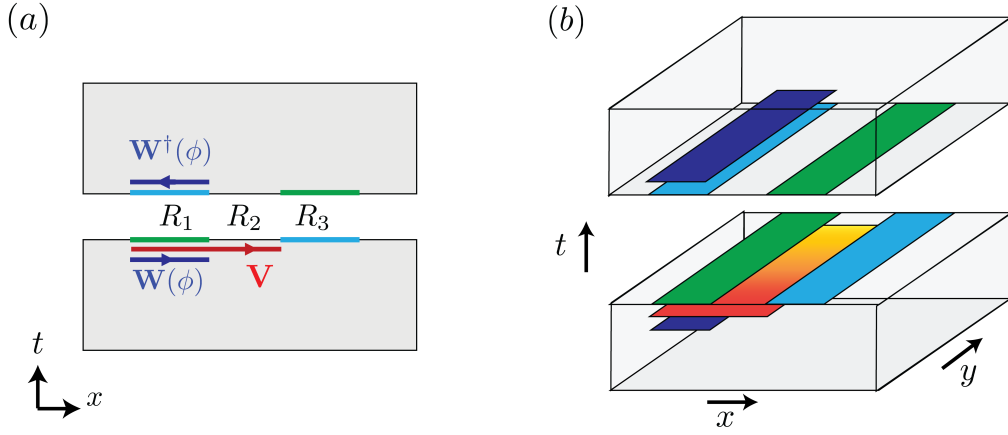 (a)
W†(ϕ)
R1 R2 R3
W(ϕ) V
t
x
(b)
t
x
y